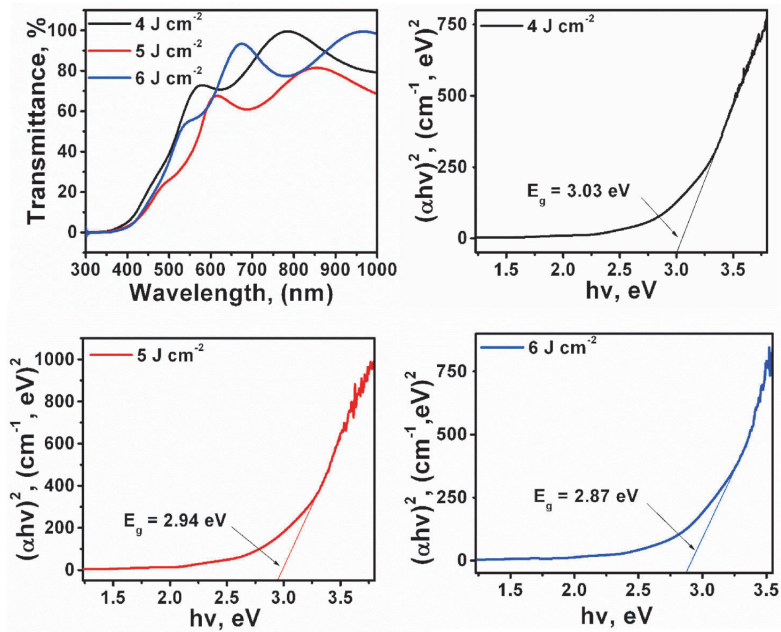 4 J cm⁻²
5 J cm⁻²
6 J cm⁻²
Transmittance, %
100
80
60
40
20
0
300 400 500 600 700 800 900 1000
Wavelength, (nm)
4 J cm⁻²
(αhν)², (cm⁻¹, eV)²
750
500
250
0
E_g = 3.03 eV
1.5 2.0 2.5 3.0 3.5
hν, eV
5 J cm⁻²
(αhν)², (cm⁻¹, eV)²
1000
800
600
400
200
0
E_g = 2.94 eV
1.5 2.0 2.5 3.0 3.5
hν, eV
6 J cm⁻²
(αhν)², (cm⁻¹,eV)²
750
500
250
0
E_g = 2.87 eV
1.5 2.0 2.5 3.0 3.5
hν, eV